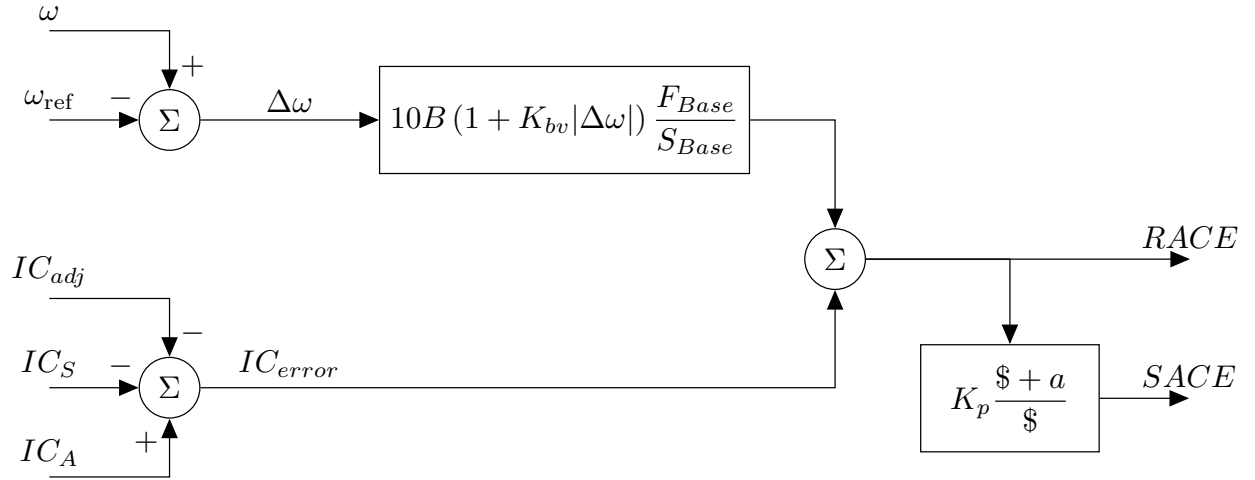 ω
+
ω_ref
−
Σ
Δω
10B (1 + K_bv|Δω|) F_Base / S_Base
Σ
RACE
IC_adj
−
IC_S
−
Σ
IC_error
K_p ($ + a) / $
SACE
+
IC_A